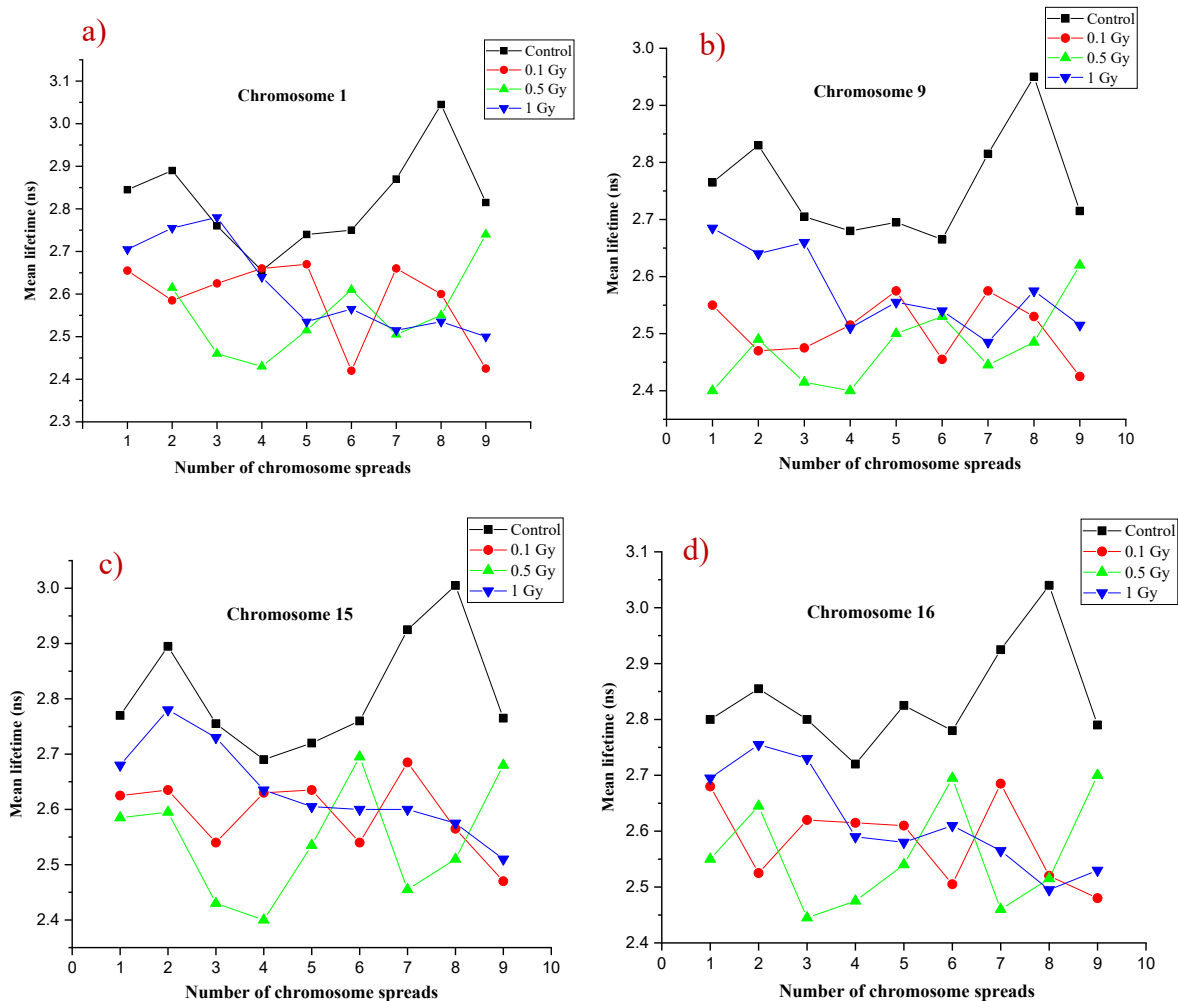 a)
Control
0.1 Gy
0.5 Gy
1 Gy
Chromosome 1
Mean lifetime (ns)
3.1
3.0
2.9
2.8
2.7
2.6
2.5
2.4
2.3
1 2 3 4 5 6 7 8 9
Number of chromosome spreads
b)
Control
0.1 Gy
0.5 Gy
1 Gy
Chromosome 9
Mean lifetime (ns)
3.0
2.9
2.8
2.7
2.6
2.5
2.4
0 1 2 3 4 5 6 7 8 9 10
Number of chromosome spreads
c)
Control
0.1 Gy
0.5 Gy
1 Gy
Chromosome 15
Mean lifetime (ns)
3.0
2.9
2.8
2.7
2.6
2.5
2.4
0 1 2 3 4 5 6 7 8 9 10
Number of chromosome spreads
d)
Control
0.1 Gy
0.5 Gy
1 Gy
Chromosome 16
Mean lifetime (ns)
3.1
3.0
2.9
2.8
2.7
2.6
2.5
2.4
0 1 2 3 4 5 6 7 8 9 10
Number of chromosome spreads